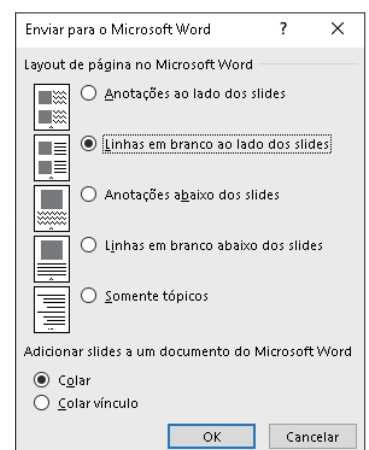 Enviar para o Microsoft Word ? X
Layout de página no Microsoft Word
Anotações ao lado dos slides
Linhas em branco ao lado dos slides
Anotações abaixo dos slides
Linhas em branco abaixo dos slides
Somente tópicos
Adicionar slides a um documento do Microsoft Word
Colar
Colar vínculo
OK Cancelar